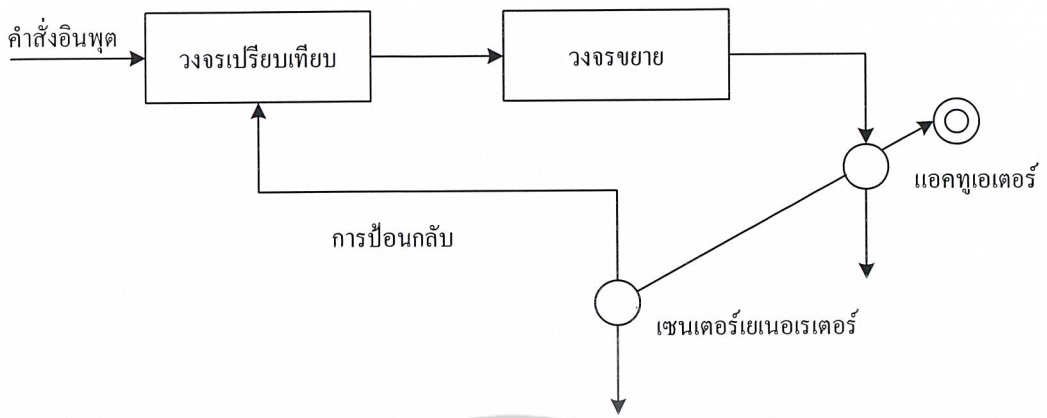 คำสั่งอินพุต
วงจรเปรียบเทียบ
วงจรขยาย
แอคทูเอเตอร์
การป้อนกลับ
เซนเตอร์เยเนอเรเตอร์